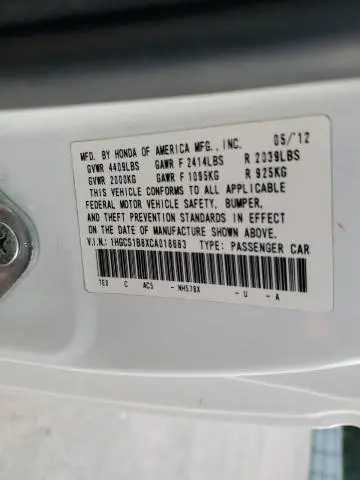 MFD. BY HONDA OF AMERICA MFG., INC. 05/12
GVWR 4409LBS GAWR F 2414LBS R 2039LBS
GVWR 2000KG GAWR F 1095KG R 925KG
THIS VEHICLE CONFORMS TO ALL APPLICABLE
FEDERAL MOTOR VEHICLE SAFETY, BUMPER,
AND THEFT PREVENTION STANDARDS IN EFFECT
ON THE DATE OF MANUFACTURE SHOWN ABOVE.
V.I.N.: 1HGCS1B8XCA018683 TYPE: PASSENGER CAR
TE0 C AC5 - NH578X - U - A